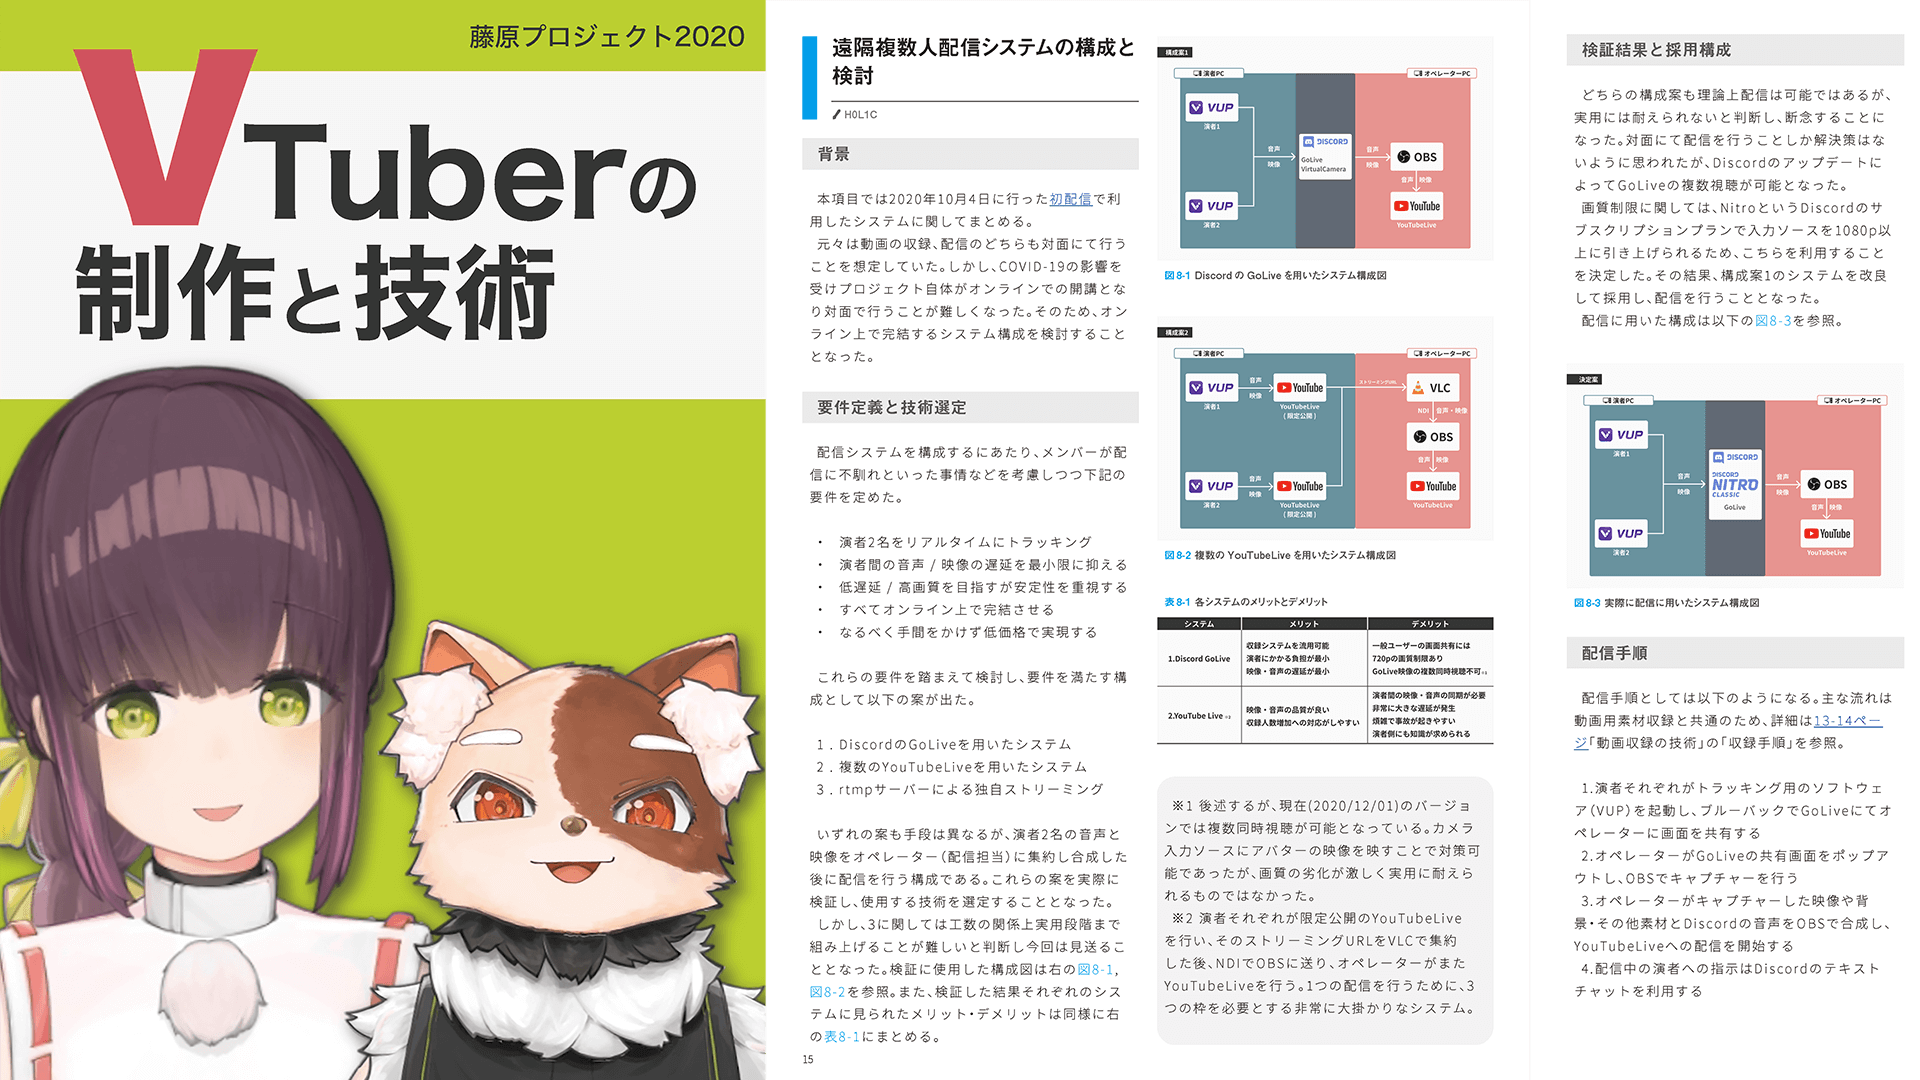 藤原プロジェクト2020
VTuberの
制作と技術
遠隔複数人配信システムの構成と
検討
H0L1C
背景
本項目では2020年10月4日に行った初配信で利
用したシステムに関してまとめる。
元々は動画の収録、配信のどちらも対面にて行う
ことを想定していた。しかし、COVID-19の影響を
受けプロジェクト自体がオンラインでの開講とな
り対面で行うことが難しくなった。そのため、オン
ライン上で完結するシステム構成を検討すること
となった。
要件定義と技術選定
配信システムを構成するにあたり、メンバーが配
信に不馴れといった事情などを考慮しつつ下記の
要件を定めた。
・ 演者2名をリアルタイムにトラッキング
・ 演者間の音声 / 映像の遅延を最小限に抑える
・ 低遅延 / 高画質を目指すが安定性を重視する
・ すべてオンライン上で完結させる
・ なるべく手間をかけず低価格で実現する
これらの要件を踏まえて検討し、要件を満たす構
成として以下の案が出た。
1．DiscordのGoLiveを用いたシステム
2．複数のYouTubeLiveを用いたシステム
3．rtmpサーバーによる独自ストリーミング
いずれの案も手段は異なるが、演者2名の音声と
映像をオペレーター（配信担当）に集約し合成した
後に配信を行う構成である。これらの案を実際に
検証し、使用する技術を選定することとなった。
しかし、3に関しては工数の関係上実用段階まで
組み上げることが難しいと判断し今回は見送るこ
ととなった。検証に使用した構成図は右の図8-1,
図8-2を参照。また、検証した結果それぞれのシス
テムに見られたメリット・デメリットは同様に右
の表8-1にまとめる。
15
構成案1
演者PC
オペレーターPC
VUP
演者1
音声
映像
DISCORD
GoLive
VirtualCamera
音声
映像
OBS
音声 映像
VUP
演者2
YouTube
YouTubeLive
図8-1 Discord の GoLive を用いたシステム構成図
構成案2
演者PC
オペレーターPC
VUP
演者1
音声
映像
YouTube
YouTubeLive
(限定公開)
ストリーミングURL
VLC
NDI 音声・映像
OBS
音声 映像
VUP
演者2
音声
映像
YouTube
YouTubeLive
(限定公開)
YouTube
YouTubeLive
図8-2 複数の YouTubeLive を用いたシステム構成図
表8-1 各システムのメリットとデメリット
システム メリット デメリット
1.Discord GoLive
収録システムを流用可能
演者にかかる負担が最小
映像・音声の遅延が最小
一般ユーザーの画面共有には
720pの画質制限あり
GoLive映像の複数同時視聴不可※1
2.YouTube Live ※2
映像・音声の品質が良い
収録人数増加への対応がしやすい
演者間の映像・音声の同期が必要
非常に大きな遅延が発生
煩雑で事故が起きやすい
演者側にも知識が求められる
※1 後述するが、現在(2020/12/01)のバージョ
ンでは複数同時視聴が可能となっている。カメラ
入力ソースにアバターの映像を映すことで対策可
能であったが、画質の劣化が激しく実用に耐えら
れるものではなかった。
※2 演者それぞれが限定公開のYouTubeLive
を行い、そのストリーミングURLをVLCで集約
した後、NDIでOBSに送り、オペレーターがまた
YouTubeLiveを行う。1つの配信を行うために、3
つの枠を必要とする非常に大掛かりなシステム。
検証結果と採用構成
どちらの構成案も理論上配信は可能ではあるが、
実用には耐えられないと判断し、断念することに
なった。対面にて配信を行うことしか解決策はな
いように思われたが、Discordのアップデートに
よってGoLiveの複数視聴が可能となった。
画質制限に関しては、NitroというDiscordのサ
ブスクリプションプランで入力ソースを1080p以
上に引き上げられるため、こちらを利用すること
を決定した。その結果、構成案1のシステムを改良
して採用し、配信を行うこととなった。
配信に用いた構成は以下の図8-3を参照。
決定案
演者PC
オペレーターPC
VUP
演者1
音声
映像
DISCORD
DISCORD
NITRO
CLASSIC
GoLive
音声
映像
OBS
音声 映像
VUP
演者2
YouTube
YouTubeLive
図8-3 実際に配信に用いたシステム構成図
配信手順
配信手順としては以下のようになる。主な流れは
動画用素材収録と共通のため、詳細は13-14ペー
ジ「動画収録の技術」の「収録手順」を参照。
1.演者それぞれがトラッキング用のソフトウェ
ア（VUP）を起動し、ブルーバックでGoLiveにてオ
ペレーターに画面を共有する
2.オペレーターがGoLiveの共有画面をポップア
ウトし、OBSでキャプチャーを行う
3.オペレーターがキャプチャーした映像や背
景・その他素材とDiscordの音声をOBSで合成し、
YouTubeLiveへの配信を開始する
4.配信中の演者への指示はDiscordのテキスト
チャットを利用する